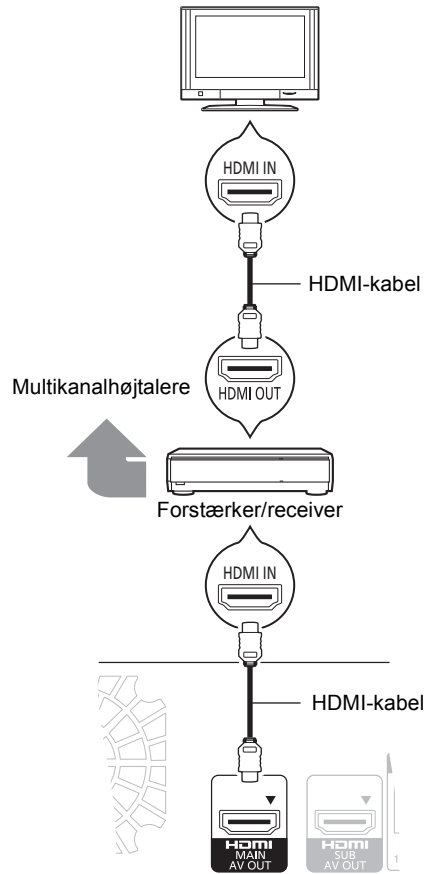 HDMI IN
HDMI-kabel
HDMI OUT
Multikanalhøjtalere
Forstærker/receiver
HDMI IN
HDMI-kabel
HDMI
MAIN
AV OUT
HDMI
SUB
AV OUT
1